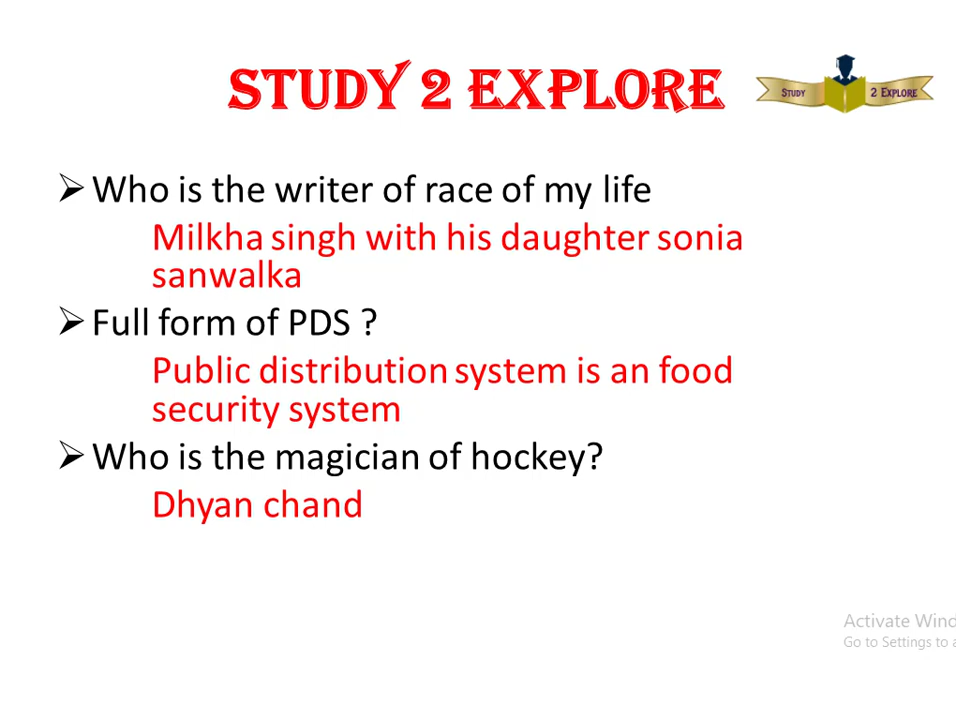 STUDY 2 EXPLORE
STUDY 2 EXPLORE
Who is the writer of race of my life
Milkha singh with his daughter sonia
sanwalka
Full form of PDS ?
Public distribution system is an food
security system
Who is the magician of hockey?
Dhyan chand
Activate Wind
Go to Settings to a